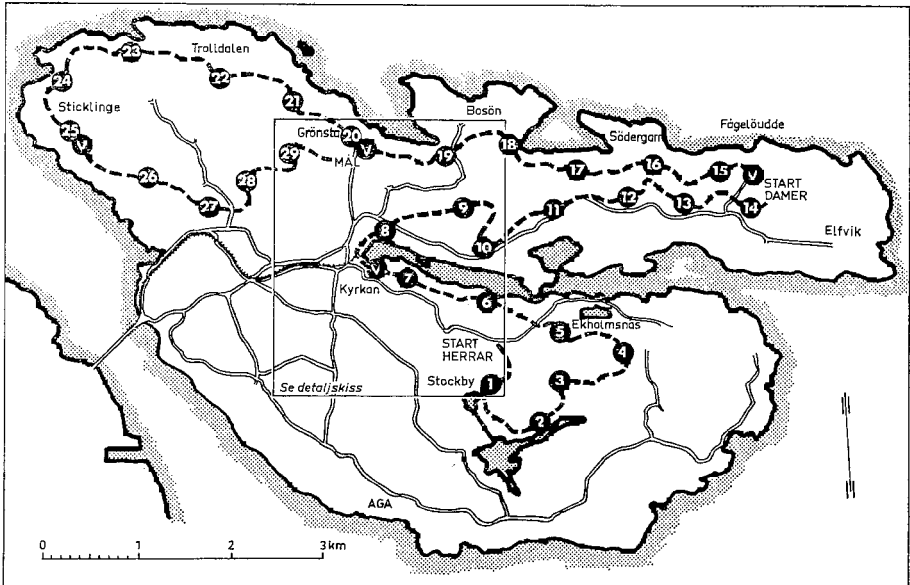 Trolldalen
23
22
24
21
Sticklinge
Bosön
Grönsta
20
V
25
V
MÅL
29
19
18
Södergarn
Fågelöudde
17
16
15
V
START
DAMER
26
28
27
9
8
10
11
12
13
14
Elfvik
V
7
Kyrkan
6
5
Ekholmsnäs
4
START
HERRAR
Stockby
1
3
2
Se detaljskiss
AGA
0 1 2 3 km